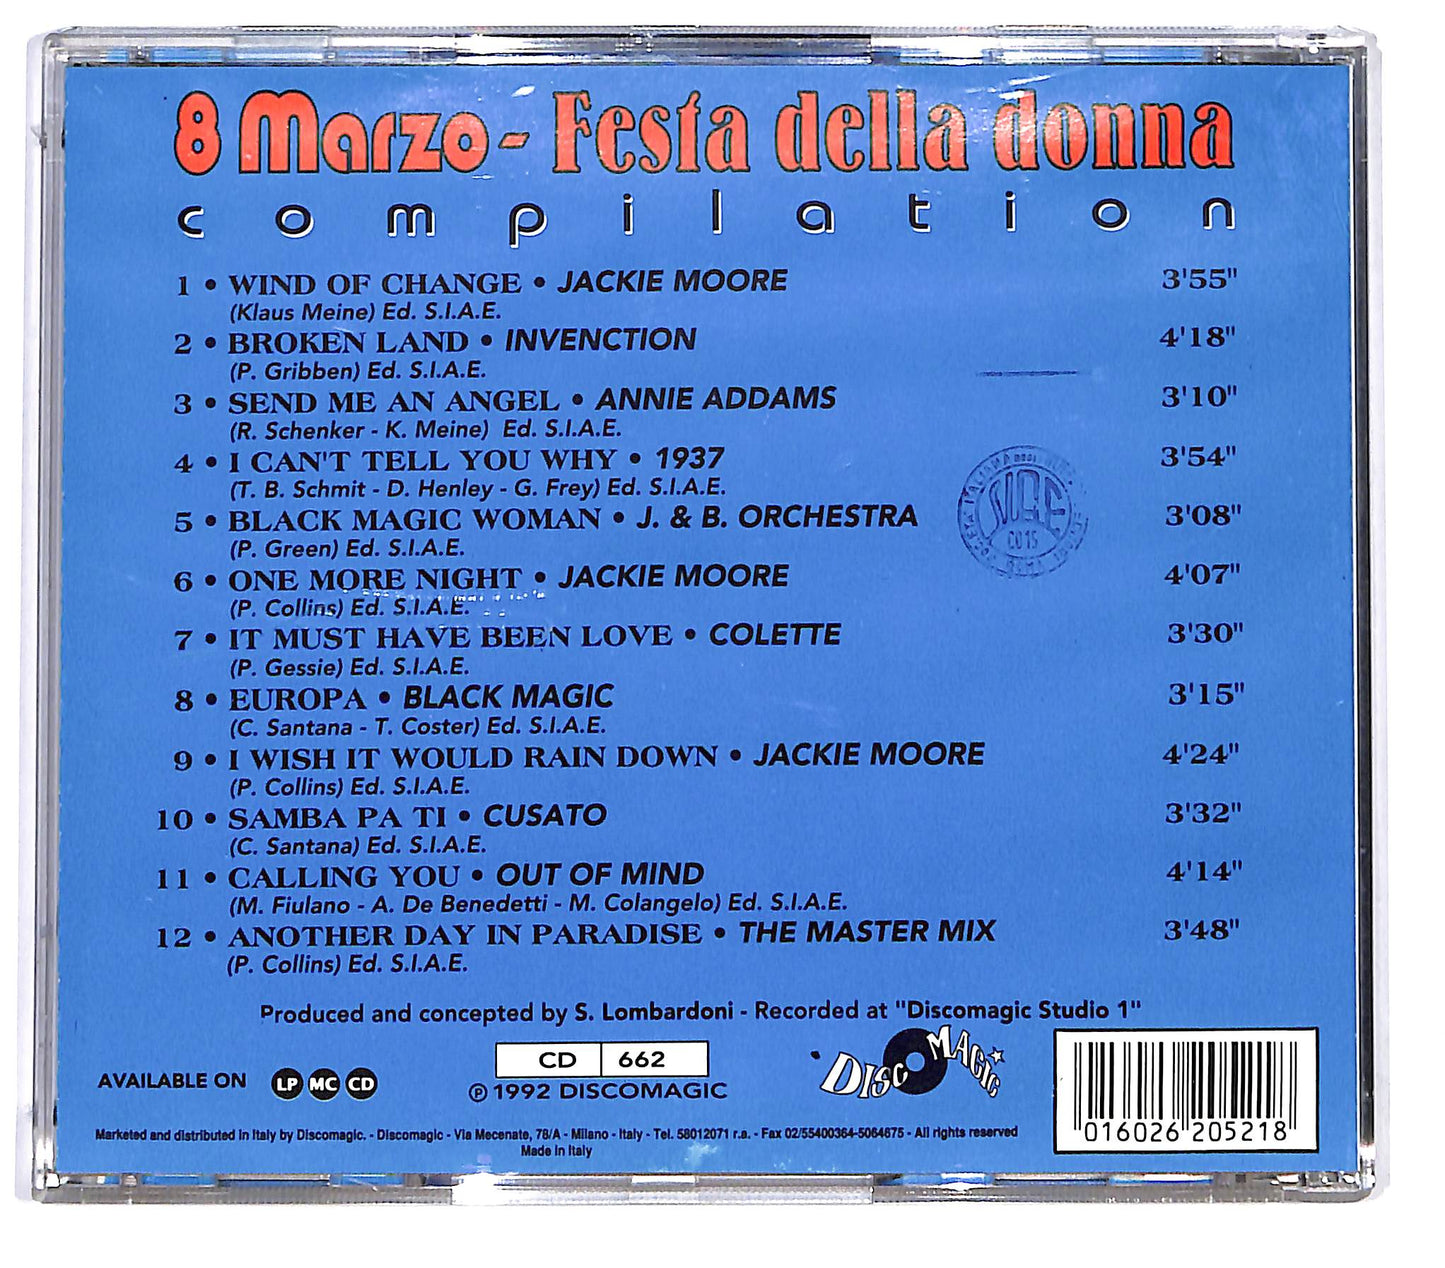 8 Marzo - Festa della donna
compilation
1 • WIND OF CHANGE • JACKIE MOORE 3'55"
(Klaus Meine) Ed. S.I.A.E.
2 • BROKEN LAND • INVENCTION 4'18"
(P. Gribben) Ed. S.I.A.E.
3 • SEND ME AN ANGEL • ANNIE ADDAMS 3'10"
(R. Schenker - K. Meine) Ed. S.I.A.E.
4 • I CAN'T TELL YOU WHY • 1937 3'54"
(T. B. Schmit - D. Henley - G. Frey) Ed. S.I.A.E.
5 • BLACK MAGIC WOMAN • J. & B. ORCHESTRA 3'08"
(P. Green) Ed. S.I.A.E.
6 • ONE MORE NIGHT • JACKIE MOORE 4'07"
(P. Collins) Ed. S.I.A.E.
7 • IT MUST HAVE BEEN LOVE • COLETTE 3'30"
(P. Gessie) Ed. S.I.A.E.
8 • EUROPA • BLACK MAGIC 3'15"
(C. Santana - T. Coster) Ed. S.I.A.E.
9 • I WISH IT WOULD RAIN DOWN • JACKIE MOORE 4'24"
(P. Collins) Ed. S.I.A.E.
10 • SAMBA PA TI • CUSATO 3'32"
(C. Santana) Ed. S.I.A.E.
11 • CALLING YOU • OUT OF MIND 4'14"
(M. Fiulano - A. De Benedetti - M. Colangelo) Ed. S.I.A.E.
12 • ANOTHER DAY IN PARADISE • THE MASTER MIX 3'48"
(P. Collins) Ed. S.I.A.E.
SIAE
Produced and concepted by S. Lombardoni - Recorded at "Discomagic Studio 1"
AVAILABLE ON LP MC CD
CD 662
Ⓟ 1992 DISCOMAGIC
DISCOMAGIC
Marketed and distributed in Italy by Discomagic. - Discomagic - Via Mecenate, 78/A - Milano - Italy - Tel. 58012071 r.a. - Fax 02/55400364-5064675 - All rights reserved
Made in Italy
016026 205218